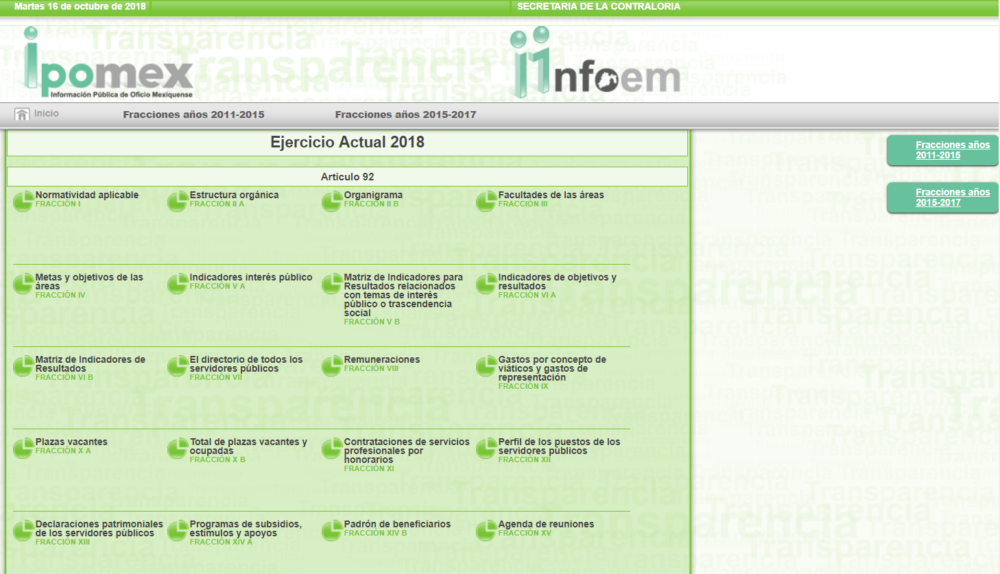 Martes 16 de octubre de 2018
SECRETARIA DE LA CONTRALORIA
ipomex
Información Pública de Oficio Mexiquense
infoem
Inicio
Fracciones años 2011-2015
Fracciones años 2015-2017
Ejercicio Actual 2018
Fracciones años
2011-2015
Fracciones años
2015-2017
Artículo 92
Normatividad aplicable
FRACCIÓN I
Estructura orgánica
FRACCIÓN II A
Organigrama
FRACCIÓN II B
Facultades de las áreas
FRACCIÓN III
Metas y objetivos de las
áreas
FRACCIÓN IV
Indicadores interés público
FRACCIÓN V A
Matriz de Indicadores para
Resultados relacionados
con temas de interés
público o trascendencia
social
FRACCIÓN V B
Indicadores de objetivos y
resultados
FRACCIÓN VI A
Matriz de Indicadores de
Resultados
FRACCIÓN VI B
El directorio de todos los
servidores públicos
FRACCIÓN VII
Remuneraciones
FRACCIÓN VIII
Gastos por concepto de
viáticos y gastos de
representación
FRACCIÓN IX
Plazas vacantes
FRACCIÓN X A
Total de plazas vacantes y
ocupadas
FRACCIÓN X B
Contrataciones de servicios
profesionales por
honorarios
FRACCIÓN XI
Perfil de los puestos de los
servidores públicos
FRACCIÓN XII
Declaraciones patrimoniales
de los servidores públicos
FRACCIÓN XIII
Programas de subsidios,
estímulos y apoyos
FRACCIÓN XIV A
Padrón de beneficiarios
FRACCIÓN XIV B
Agenda de reuniones
FRACCIÓN XV